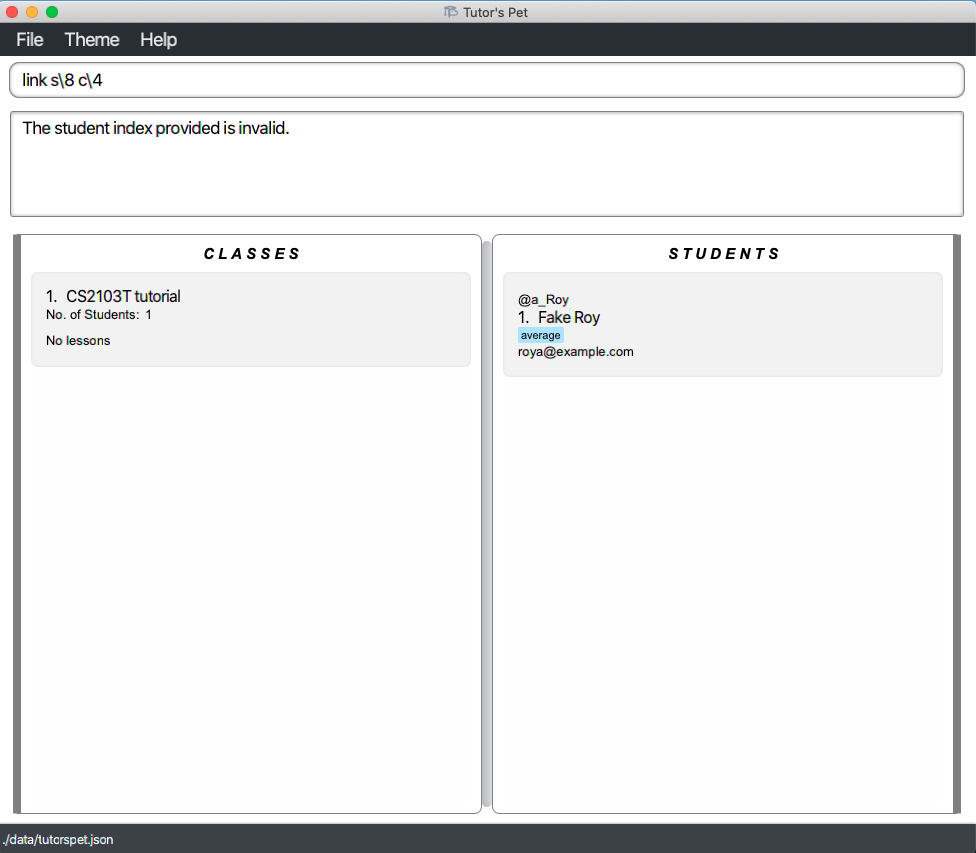 Tutor's Pet
File Theme Help
link s\8 c\4
The student index provided is invalid.
CLASSES
1. CS2103T tutorial
No. of Students: 1
No lessons
STUDENTS
@a_Roy
1. Fake Roy
average
roya@example.com
./data/tutorspet.json